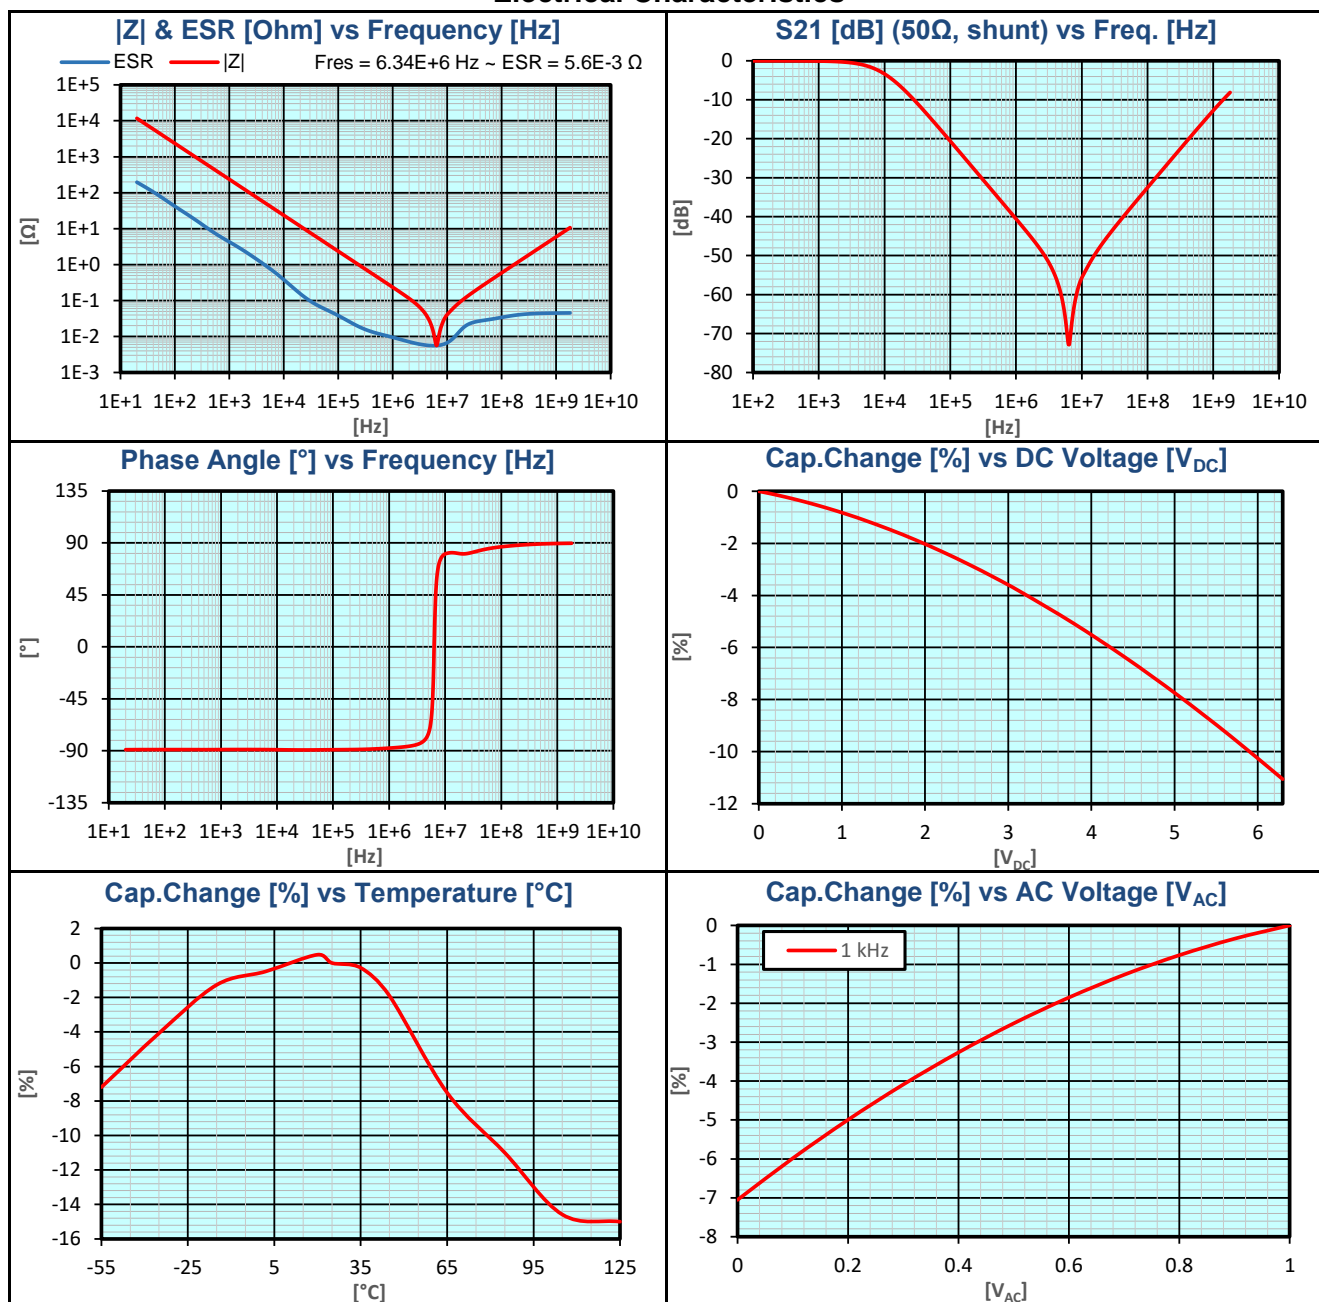 Electrical Characteristics
|Z| & ESR [Ohm] vs Frequency [Hz]
ESR |Z| Fres = 6.34E+6 Hz ~ ESR = 5.6E-3 Ω
1E+5
1E+4
1E+3
1E+2
1E+1
1E+0
1E-1
1E-2
1E-3
[Ω]
1E+1 1E+2 1E+3 1E+4 1E+5 1E+6 1E+7 1E+8 1E+9 1E+10
[Hz]
S21 [dB] (50Ω, shunt) vs Freq. [Hz]
0
-10
-20
-30
-40
-50
-60
-70
-80
[dB]
1E+2 1E+3 1E+4 1E+5 1E+6 1E+7 1E+8 1E+9 1E+10
[Hz]
Phase Angle [°] vs Frequency [Hz]
135
90
45
0
-45
-90
-135
[°]
1E+1 1E+2 1E+3 1E+4 1E+5 1E+6 1E+7 1E+8 1E+9 1E+10
[Hz]
Cap.Change [%] vs DC Voltage [VDC]
0
-2
-4
-6
-8
-10
-12
[%]
0 1 2 3 4 5 6
[VDC]
Cap.Change [%] vs Temperature [°C]
2
0
-2
-4
-6
-8
-10
-12
-14
-16
[%]
-55 -25 5 35 65 95 125
[°C]
Cap.Change [%] vs AC Voltage [VAC]
1 kHz
0
-1
-2
-3
-4
-5
-6
-7
-8
[%]
0 0.2 0.4 0.6 0.8 1
[VAC]